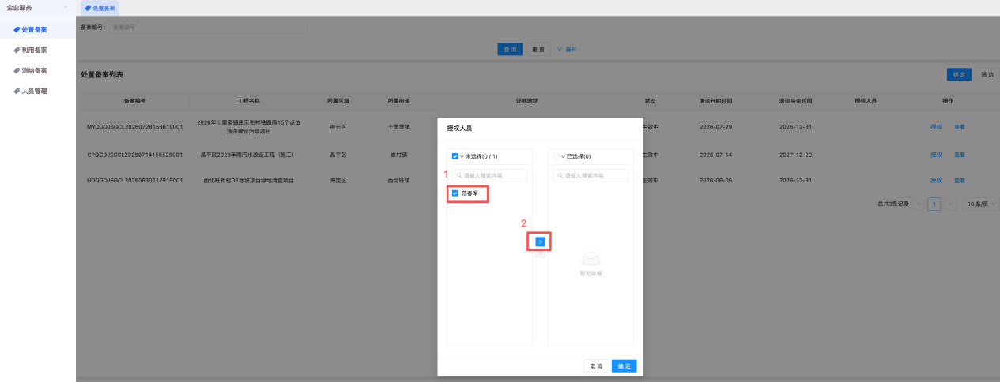 企业服务
处置备案
处置备案
利用备案
消纳备案
人员管理
备案编号: 备案编号
查 询 重 置 展开
处置备案列表
绑 定 筛 选
备案编号 工程名称 所属区域 所属街道 详细地址 状态 清运开始时间 清运结束时间 授权人员 操作
MYQGDJSGCL20260728153619001 2026年十里堡镇庄禾屯村铁路南15个点位违法建设治理项目 密云区 十里堡镇 生效中 2026-07-29 2026-12-31 授权 查看
CPQGDJSGCL20260714155528001 昌平区2026年雨污水改造工程(施工) 昌平区 崔村镇 生效中 2026-07-14 2027-12-29 授权 查看
HDQGDJSGCL20260630112915001 西北旺新村D1地块项目绿地清查项目 海淀区 西北旺镇 生效中 2026-06-05 2026-12-31 授权 查看
总共3条记录 1 10 条/页
授权人员
未选择(0 / 1)
已选择(0)
1
请输入搜索内容
请输入搜索内容
范春军
2
暂无数据
取 消 确 定